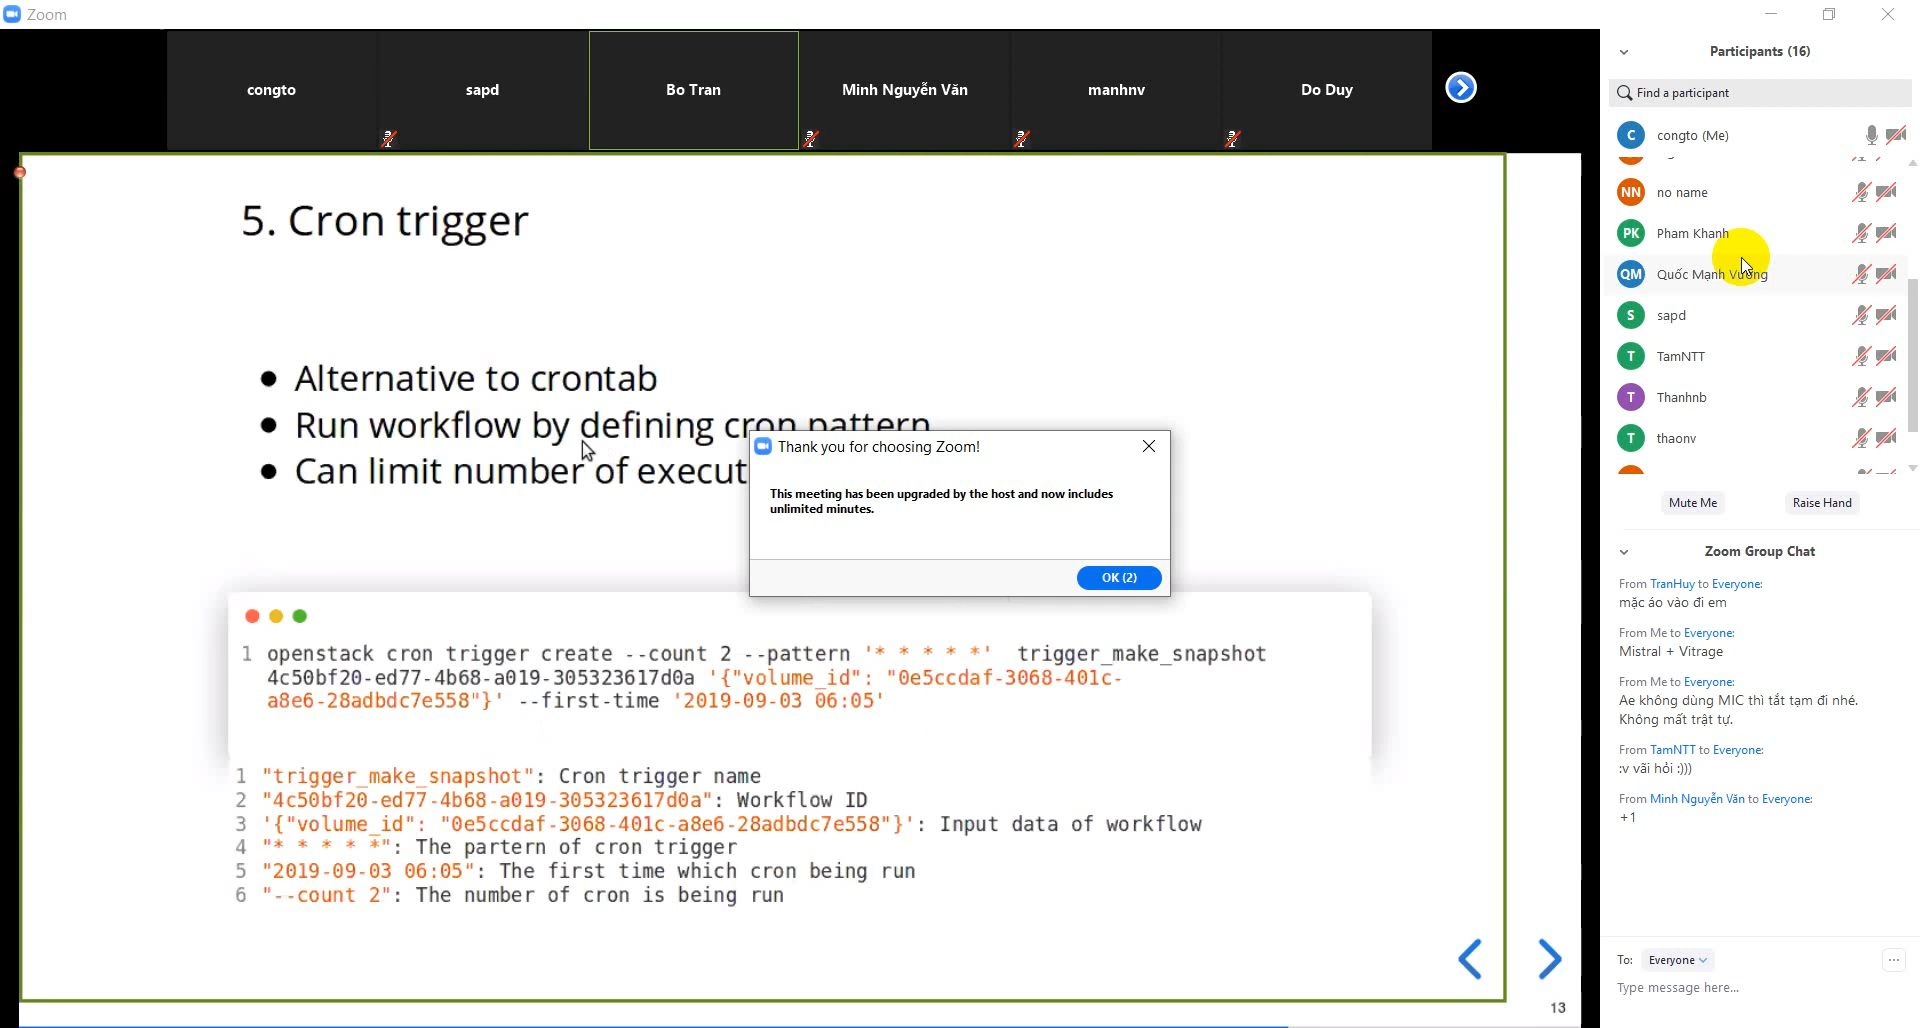 Zoom
congto
sapd
Bo Tran
Minh Nguyễn Văn
manhnv
Do Duy
5. Cron trigger
• Alternative to crontab
• Run workflow by defining cron pattern
• Can limit number of execut
Thank you for choosing Zoom!
This meeting has been upgraded by the host and now includes
unlimited minutes.
OK (2)
1 openstack cron trigger create --count 2 --pattern '* * * * *' trigger_make_snapshot
4c50bf20-ed77-4b68-a019-305323617d0a '{"volume_id": "0e5ccdaf-3068-401c-
a8e6-28adbdc7e558"}' --first-time '2019-09-03 06:05'
1 "trigger_make_snapshot": Cron trigger name
2 "4c50bf20-ed77-4b68-a019-305323617d0a": Workflow ID
3 '{"volume_id": "0e5ccdaf-3068-401c-a8e6-28adbdc7e558"}': Input data of workflow
4 "* * * * *": The partern of cron trigger
5 "2019-09-03 06:05": The first time which cron being run
6 "--count 2": The number of cron is being run
13
Participants (16)
Find a participant
C congto (Me)
NN no name
PK Pham Khanh
QM Quốc Mạnh Vương
S sapd
T TamNTT
T Thanhnb
T thaonv
Mute Me
Raise Hand
Zoom Group Chat
From TranHuy to Everyone:
mặc áo vào đi em
From Me to Everyone:
Mistral + Vitrage
From Me to Everyone:
Ae không dùng MIC thì tắt tạm đi nhé.
Không mất trật tự.
From TamNTT to Everyone:
:v vãi hỏi :)))
From Minh Nguyễn Văn to Everyone:
+1
To: Everyone
Type message here...